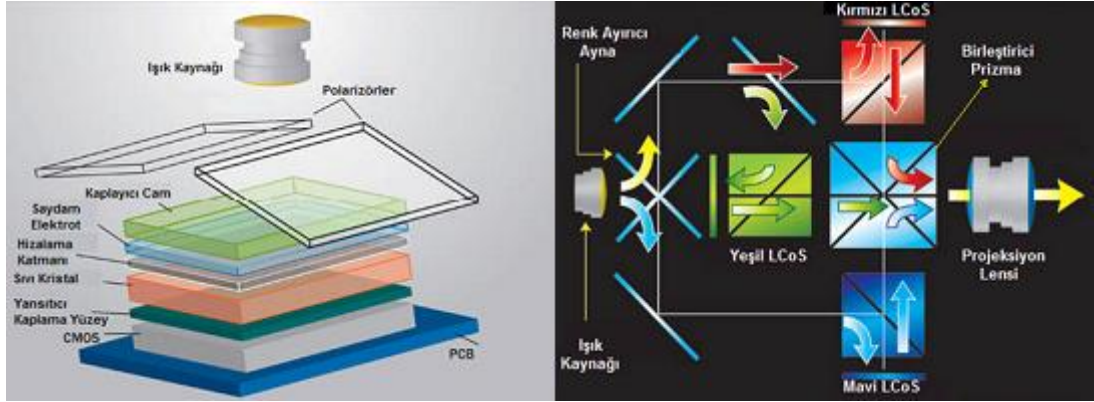 Işık Kaynağı
Polarizörler
Kaplayıcı Cam
Saydam
Elektrot
Hizalama
Katmanı
Sıvı Kristal
Yansıtıcı
Kaplama Yüzey
CMOS
PCB
Kırmızı LCoS
Renk Ayırıcı
Ayna
Birleştirici
Prizma
Yeşil LCoS
Projeksiyon
Lensi
Işık
Kaynağı
Mavi LCoS